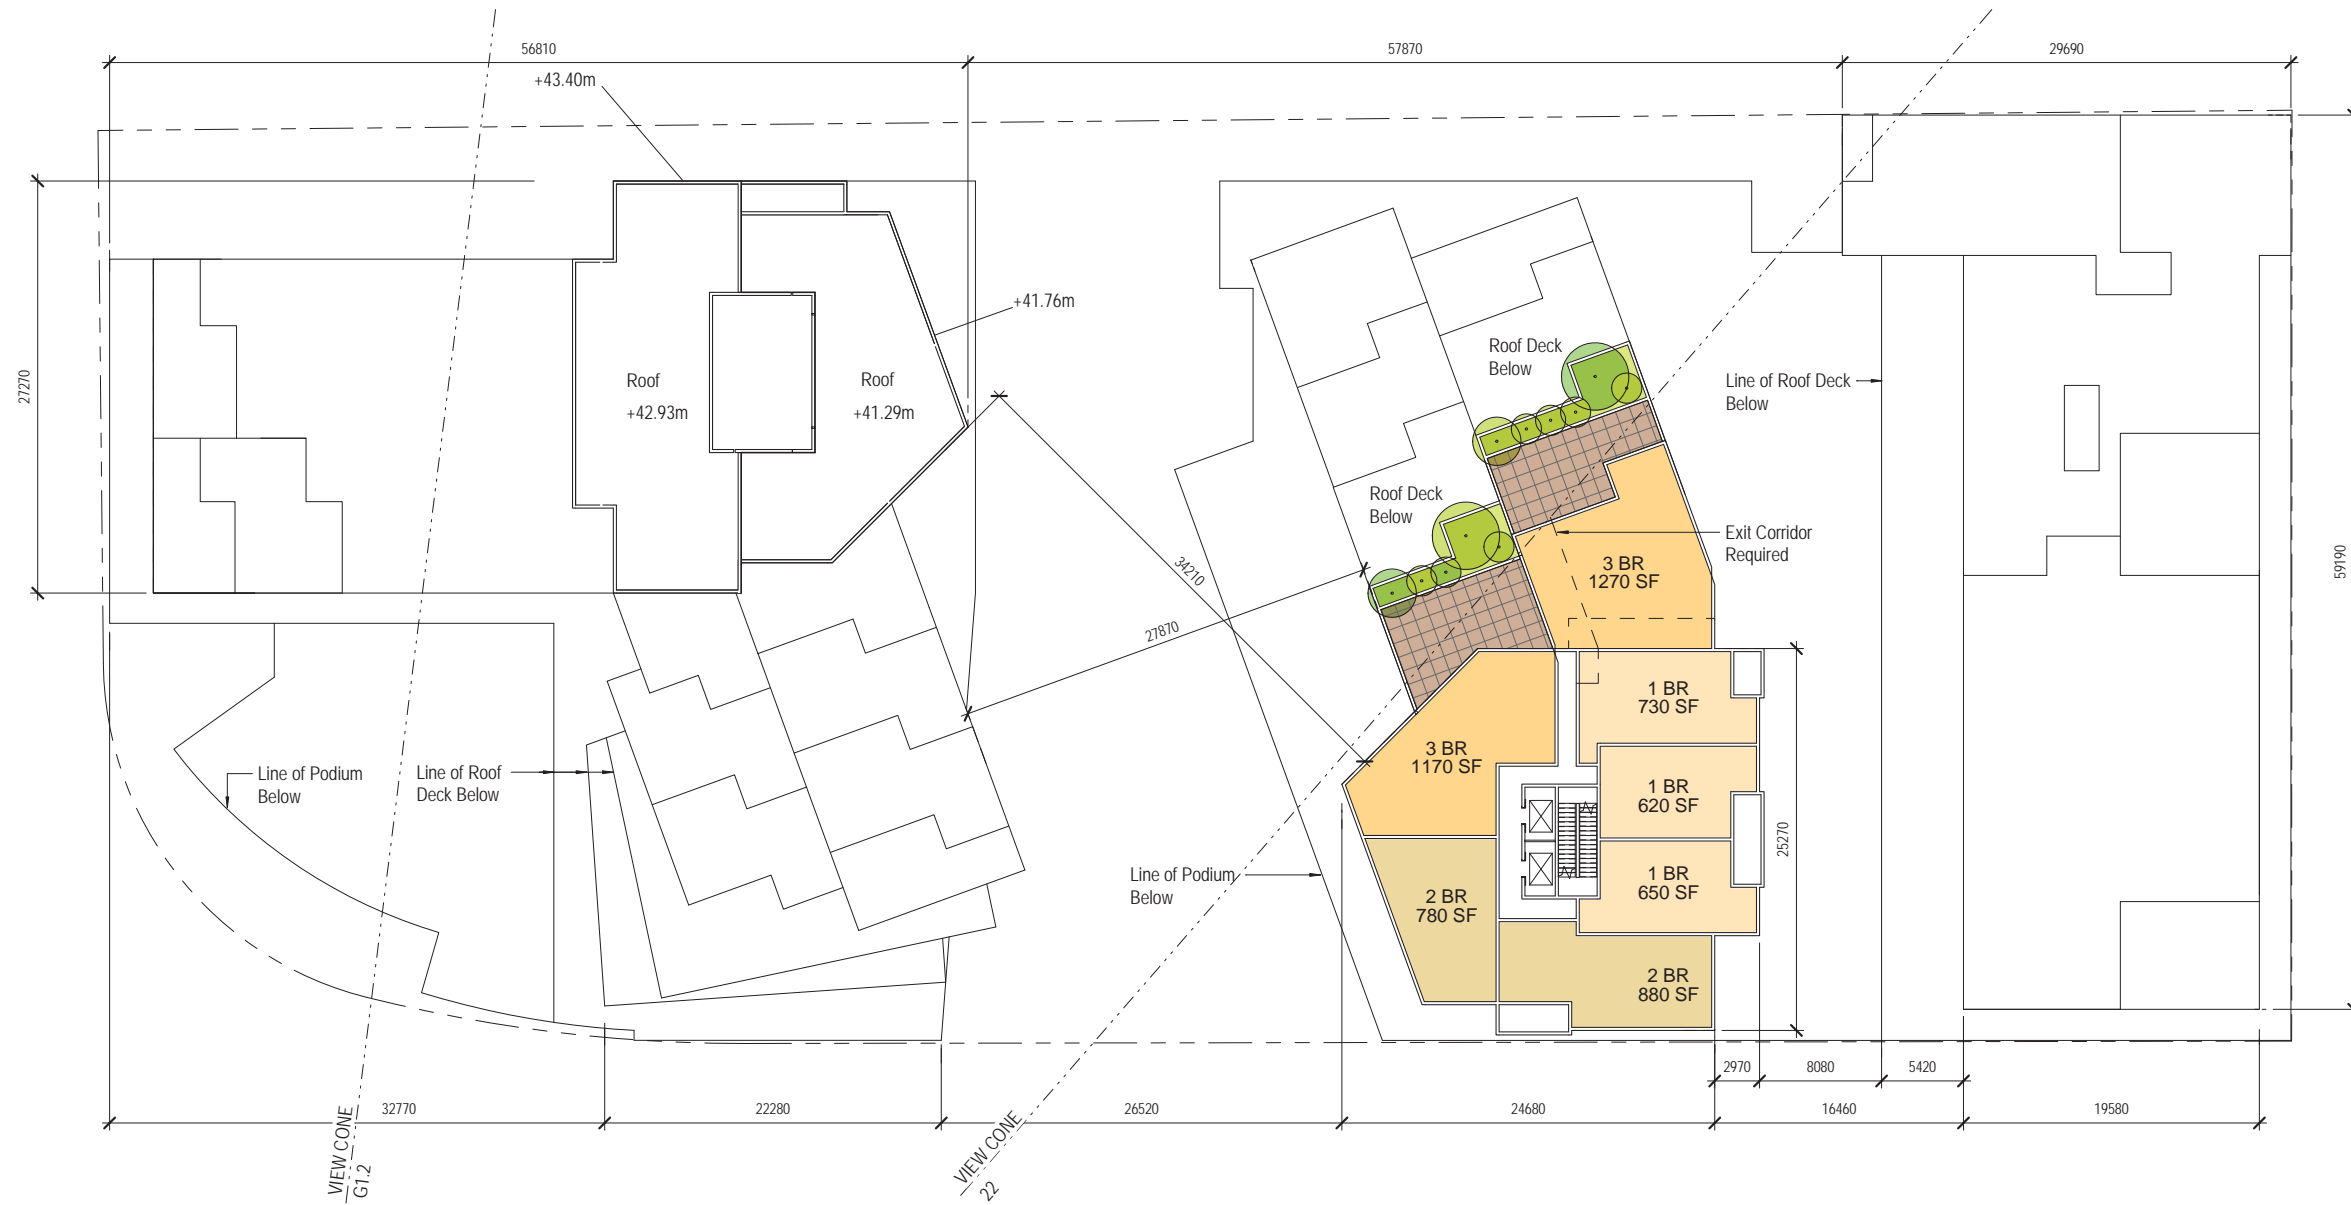 56810
57870
29690
+43.40m
+41.76m
27270
Roof
+42.93m
Roof
+41.29m
Roof Deck
Below
Line of Roof Deck
Below
Roof Deck
Below
Exit Corridor
Required
3 BR
1270 SF
59190
34210
27870
1 BR
730 SF
3 BR
1170 SF
1 BR
620 SF
Line of Podium
Below
Line of Roof
Deck Below
25270
Line of Podium
Below
1 BR
650 SF
2 BR
780 SF
2 BR
880 SF
2970
8080
5420
32770
22280
26520
24680
16460
19580
VIEW CONE
G1.2
VIEW CONE
22